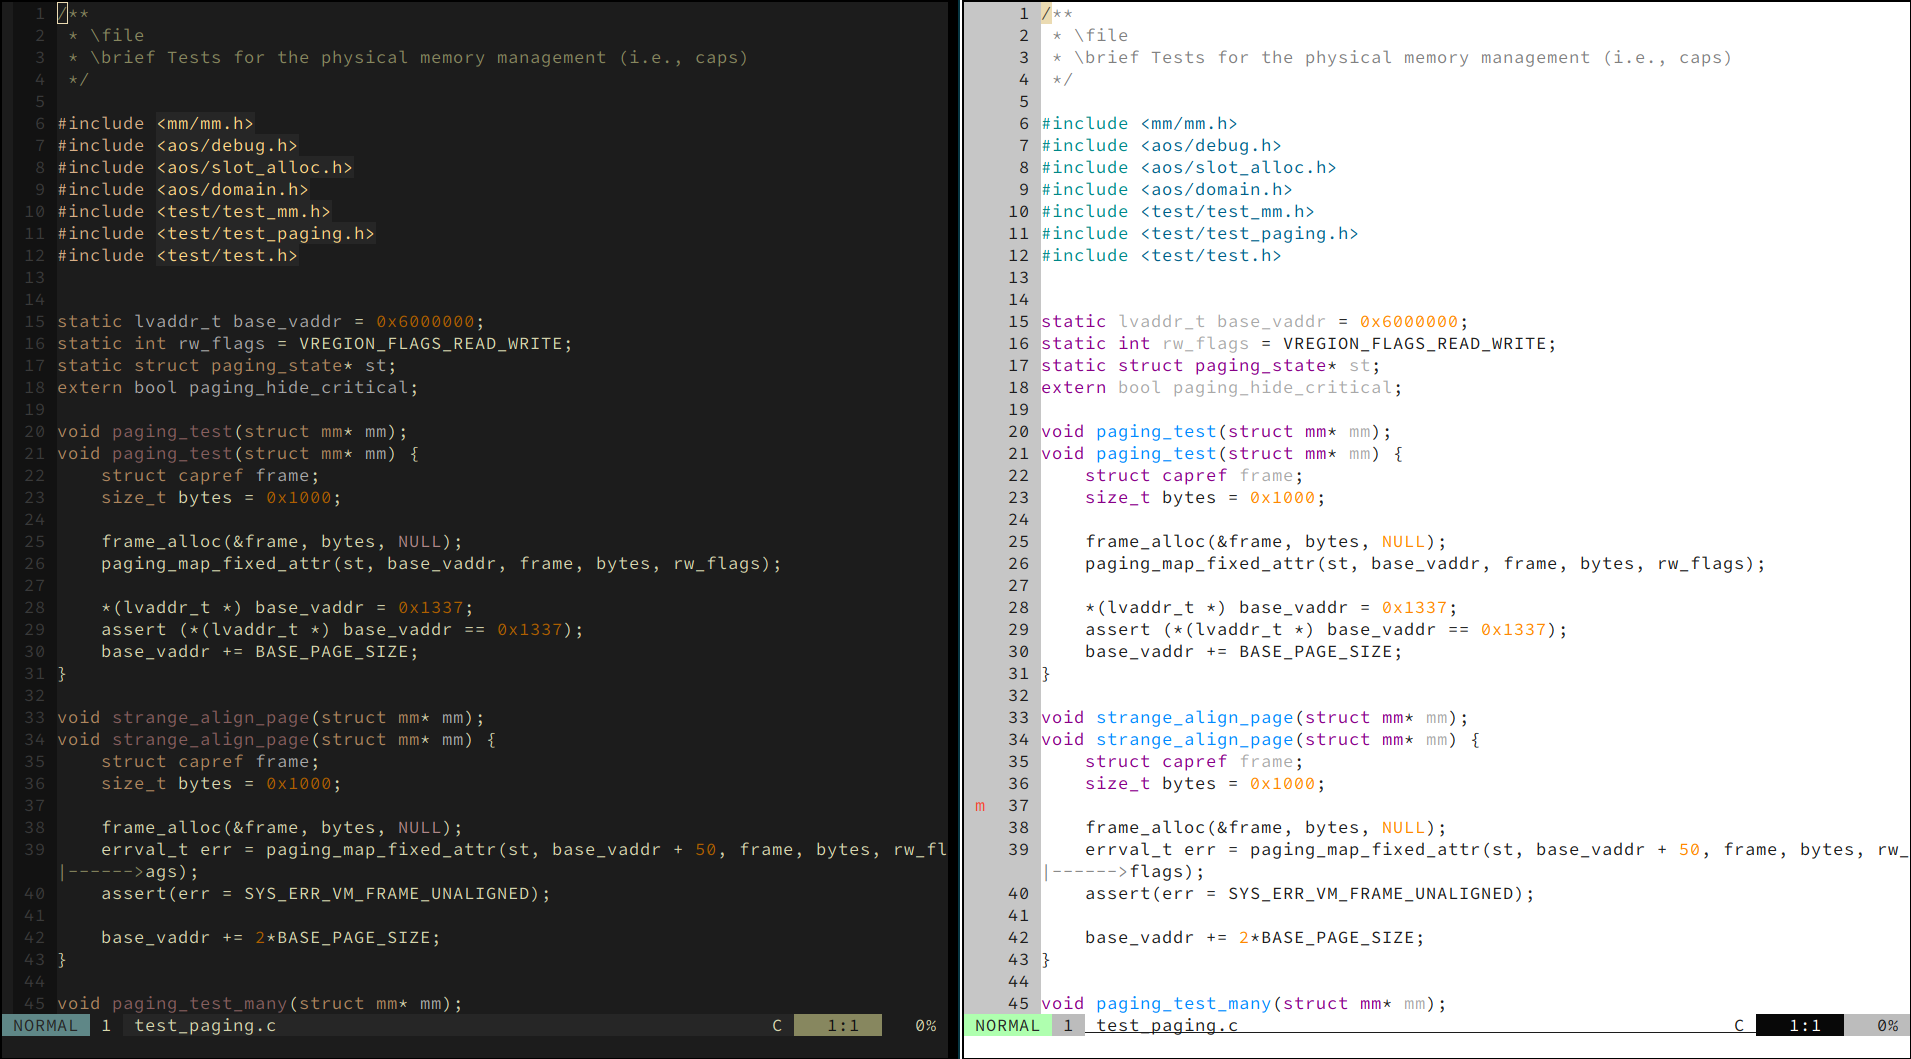 1 /**
2  * \file
3  * \brief Tests for the physical memory management (i.e., caps)
4  */
5
6 #include <mm/mm.h>
7 #include <aos/debug.h>
8 #include <aos/slot_alloc.h>
9 #include <aos/domain.h>
10 #include <test/test_mm.h>
11 #include <test/test_paging.h>
12 #include <test/test.h>
13
14
15 static lvaddr_t base_vaddr = 0x6000000;
16 static int rw_flags = VREGION_FLAGS_READ_WRITE;
17 static struct paging_state* st;
18 extern bool paging_hide_critical;
19
20 void paging_test(struct mm* mm);
21 void paging_test(struct mm* mm) {
22     struct capref frame;
23     size_t bytes = 0x1000;
24
25     frame_alloc(&frame, bytes, NULL);
26     paging_map_fixed_attr(st, base_vaddr, frame, bytes, rw_flags);
27
28     *(lvaddr_t *) base_vaddr = 0x1337;
29     assert (*(lvaddr_t *) base_vaddr == 0x1337);
30     base_vaddr += BASE_PAGE_SIZE;
31 }
32
33 void strange_align_page(struct mm* mm);
34 void strange_align_page(struct mm* mm) {
35     struct capref frame;
36     size_t bytes = 0x1000;
37
38     frame_alloc(&frame, bytes, NULL);
39     errval_t err = paging_map_fixed_attr(st, base_vaddr + 50, frame, bytes, rw_fl
|------>ags);
40     assert(err = SYS_ERR_VM_FRAME_UNALIGNED);
41
42     base_vaddr += 2*BASE_PAGE_SIZE;
43 }
44
45 void paging_test_many(struct mm* mm);
NORMAL 1 test_paging.c C 1:1 0%
1 /**
2  * \file
3  * \brief Tests for the physical memory management (i.e., caps)
4  */
5
6 #include <mm/mm.h>
7 #include <aos/debug.h>
8 #include <aos/slot_alloc.h>
9 #include <aos/domain.h>
10 #include <test/test_mm.h>
11 #include <test/test_paging.h>
12 #include <test/test.h>
13
14
15 static lvaddr_t base_vaddr = 0x6000000;
16 static int rw_flags = VREGION_FLAGS_READ_WRITE;
17 static struct paging_state* st;
18 extern bool paging_hide_critical;
19
20 void paging_test(struct mm* mm);
21 void paging_test(struct mm* mm) {
22     struct capref frame;
23     size_t bytes = 0x1000;
24
25     frame_alloc(&frame, bytes, NULL);
26     paging_map_fixed_attr(st, base_vaddr, frame, bytes, rw_flags);
27
28     *(lvaddr_t *) base_vaddr = 0x1337;
29     assert (*(lvaddr_t *) base_vaddr == 0x1337);
30     base_vaddr += BASE_PAGE_SIZE;
31 }
32
33 void strange_align_page(struct mm* mm);
34 void strange_align_page(struct mm* mm) {
35     struct capref frame;
36     size_t bytes = 0x1000;
m 37
38     frame_alloc(&frame, bytes, NULL);
39     errval_t err = paging_map_fixed_attr(st, base_vaddr + 50, frame, bytes, rw_
|------>flags);
40     assert(err = SYS_ERR_VM_FRAME_UNALIGNED);
41
42     base_vaddr += 2*BASE_PAGE_SIZE;
43 }
44
45 void paging_test_many(struct mm* mm);
NORMAL 1 test_paging.c C 1:1 0%